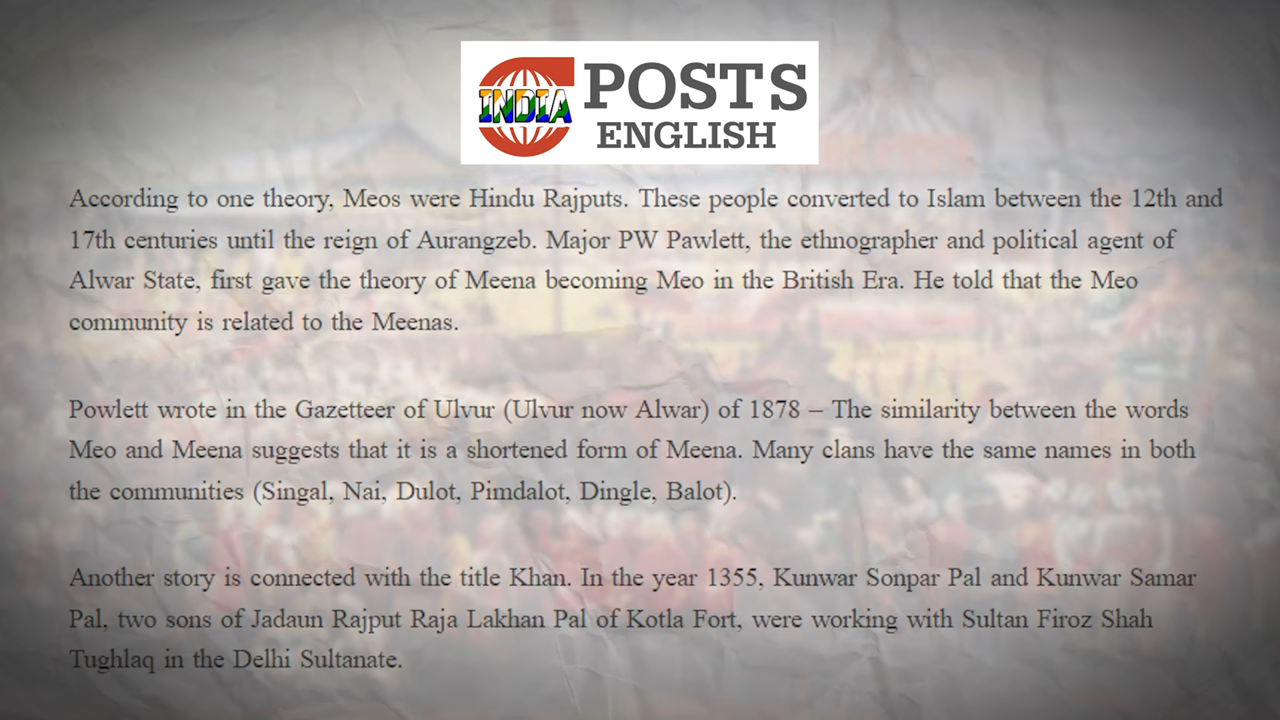 INDIA
POSTS
ENGLISH
According to one theory, Meos were Hindu Rajputs. These people converted to Islam between the 12th and
17th centuries until the reign of Aurangzeb. Major PW Pawlett, the ethnographer and political agent of
Alwar State, first gave the theory of Meena becoming Meo in the British Era. He told that the Meo
community is related to the Meenas.
Powlett wrote in the Gazetteer of Ulvur (Ulvur now Alwar) of 1878 – The similarity between the words
Meo and Meena suggests that it is a shortened form of Meena. Many clans have the same names in both
the communities (Singal, Nai, Dulot, Pimdalot, Dingle, Balot).
Another story is connected with the title Khan. In the year 1355, Kunwar Sonpar Pal and Kunwar Samar
Pal, two sons of Jadaun Rajput Raja Lakhan Pal of Kotla Fort, were working with Sultan Firoz Shah
Tughlaq in the Delhi Sultanate.